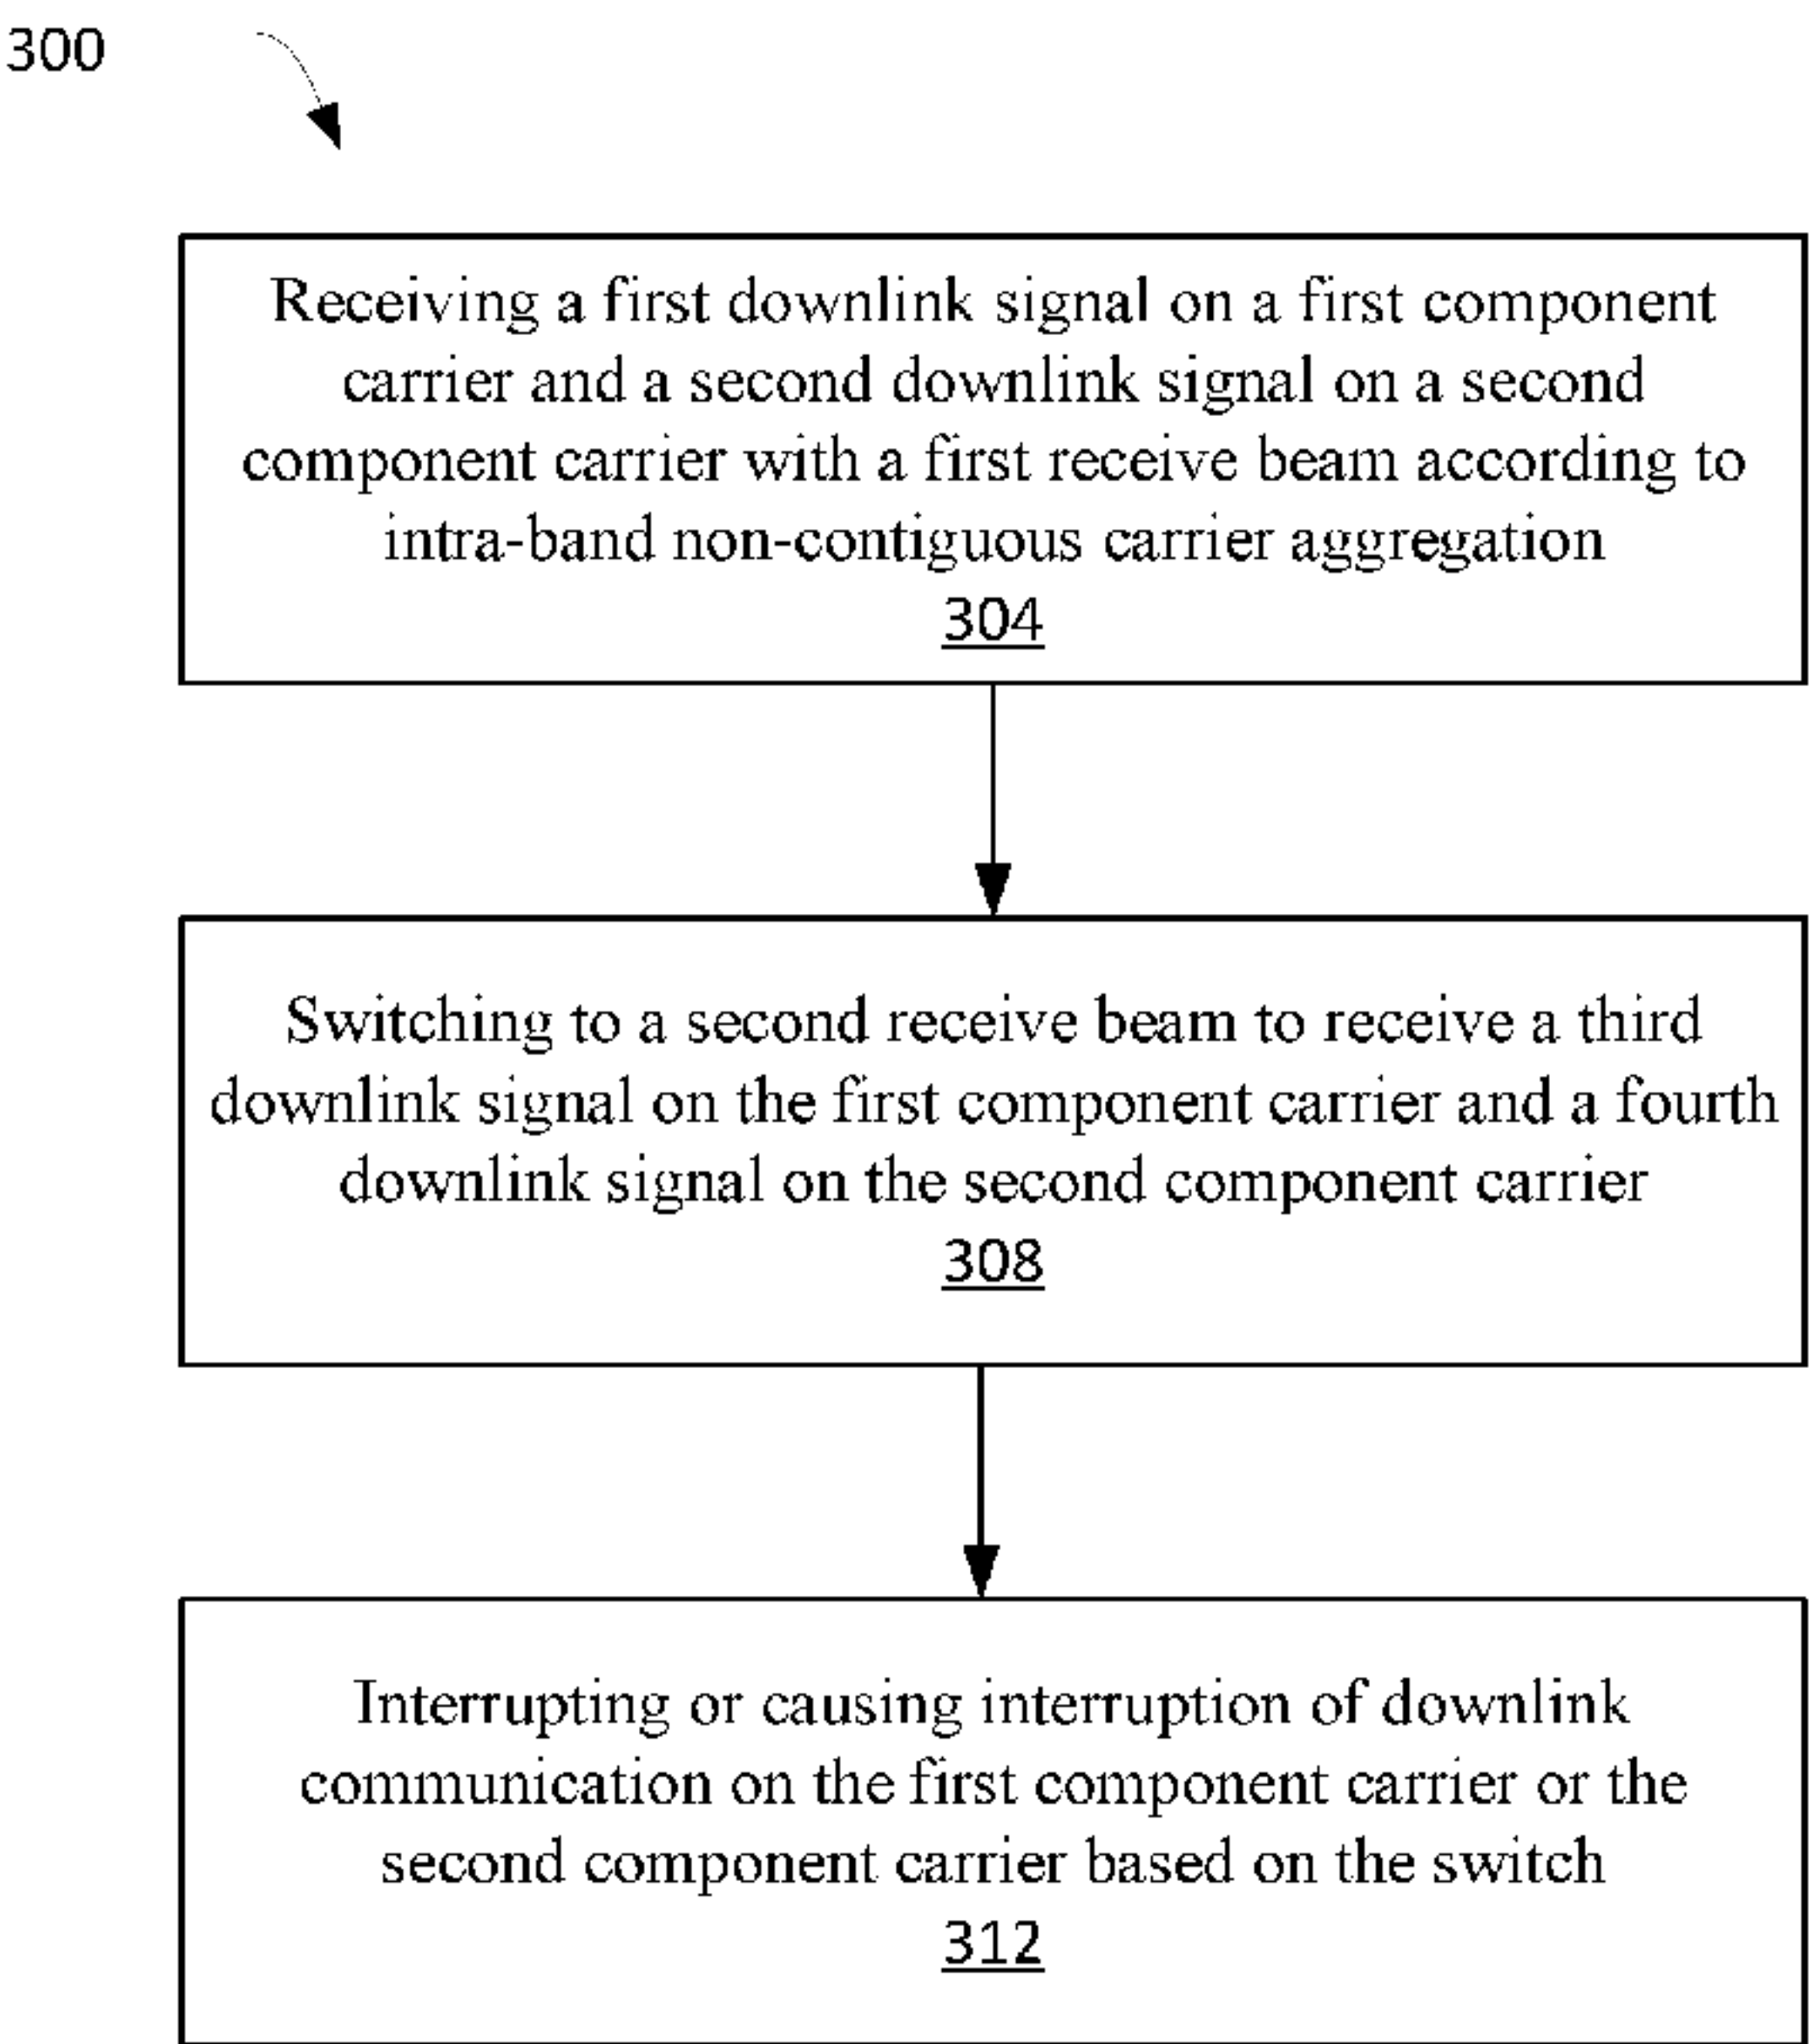 300
Receiving a first downlink signal on a first component
carrier and a second downlink signal on a second
component carrier with a first receive beam according to
intra-band non-contiguous carrier aggregation
304
Switching to a second receive beam to receive a third
downlink signal on the first component carrier and a fourth
downlink signal on the second component carrier
308
Interrupting or causing interruption of downlink
communication on the first component carrier or the
second component carrier based on the switch
312